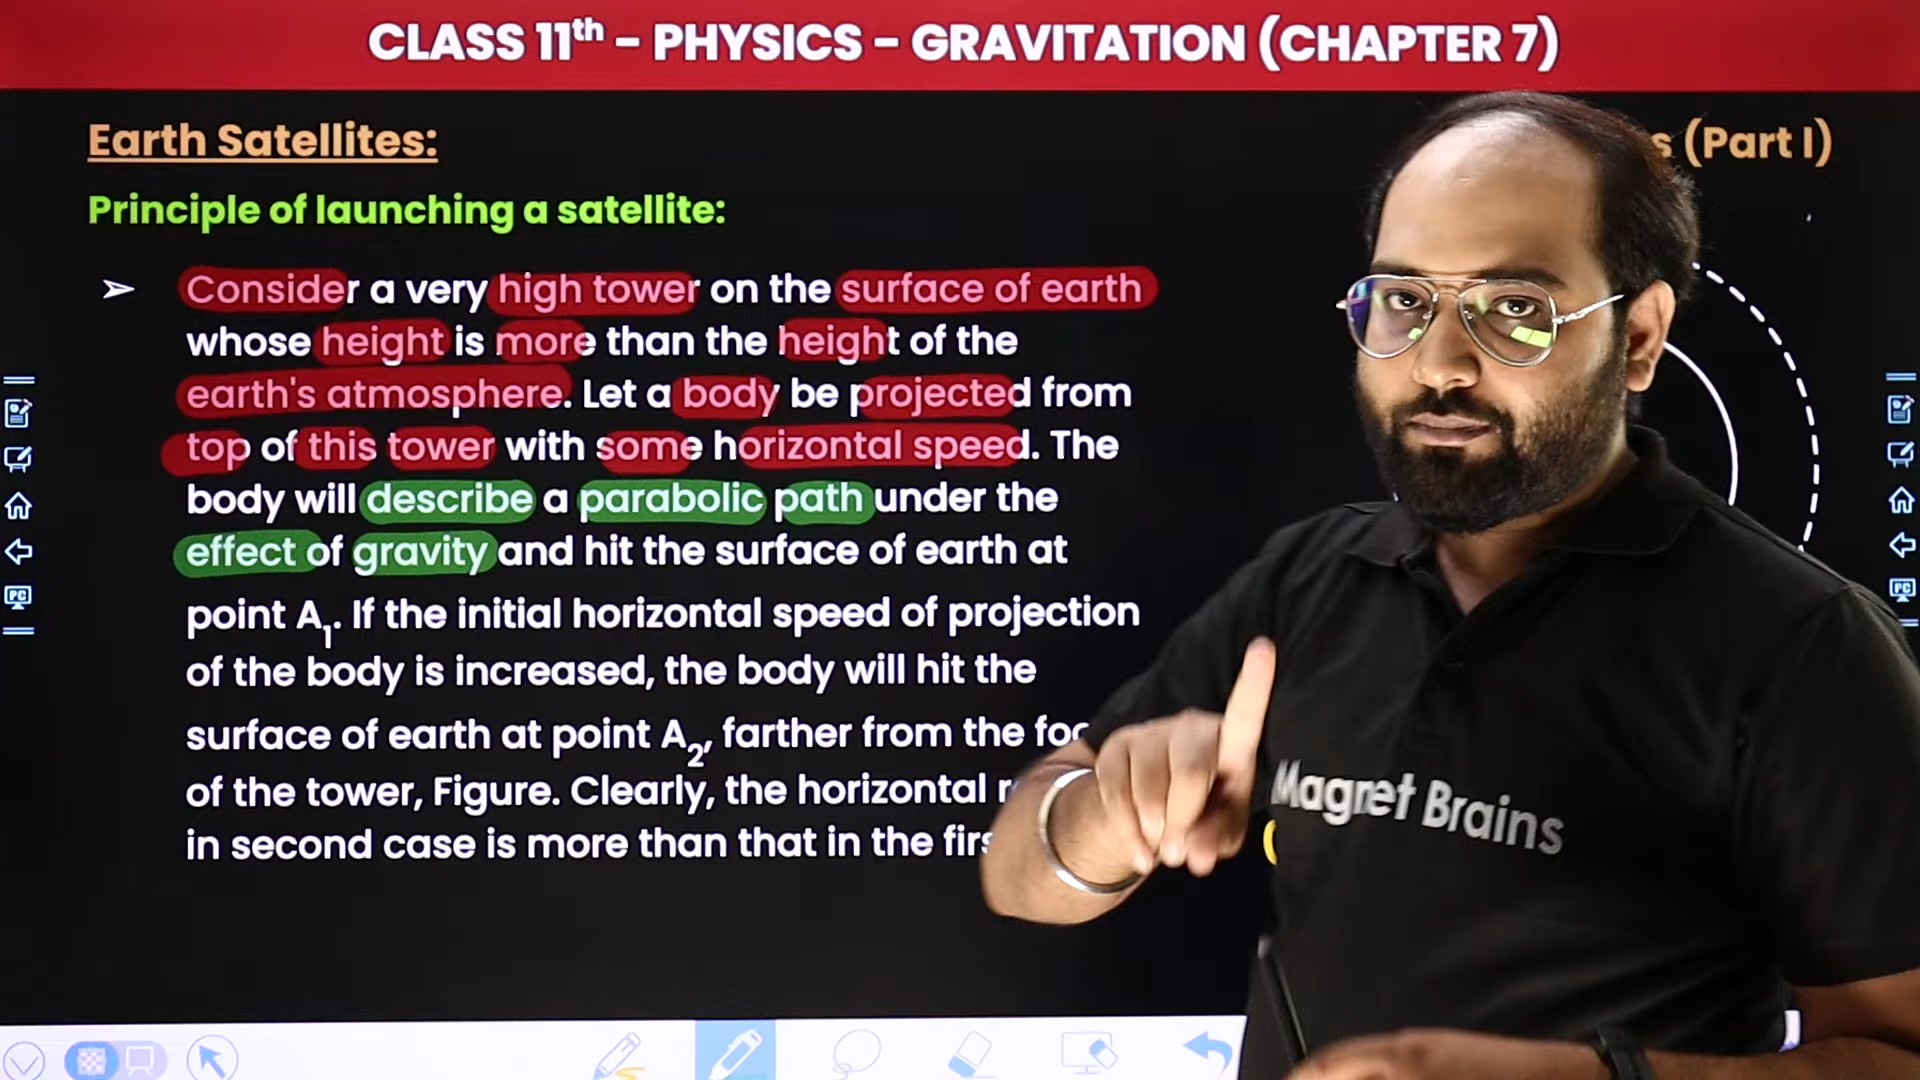 CLASS 11th - PHYSICS - GRAVITATION (CHAPTER 7)
Earth Satellites:
(Part I)
Principle of launching a satellite:
➢ Consider a very high tower on the surface of earth
whose height is more than the height of the
earth's atmosphere. Let a body be projected from
top of this tower with some horizontal speed. The
body will describe a parabolic path under the
effect of gravity and hit the surface of earth at
point A₁. If the initial horizontal speed of projection
of the body is increased, the body will hit the
surface of earth at point A₂, farther from the
of the tower, Figure. Clearly, the horizontal
in second case is more than that in the
Magnet Brains
PC
PC